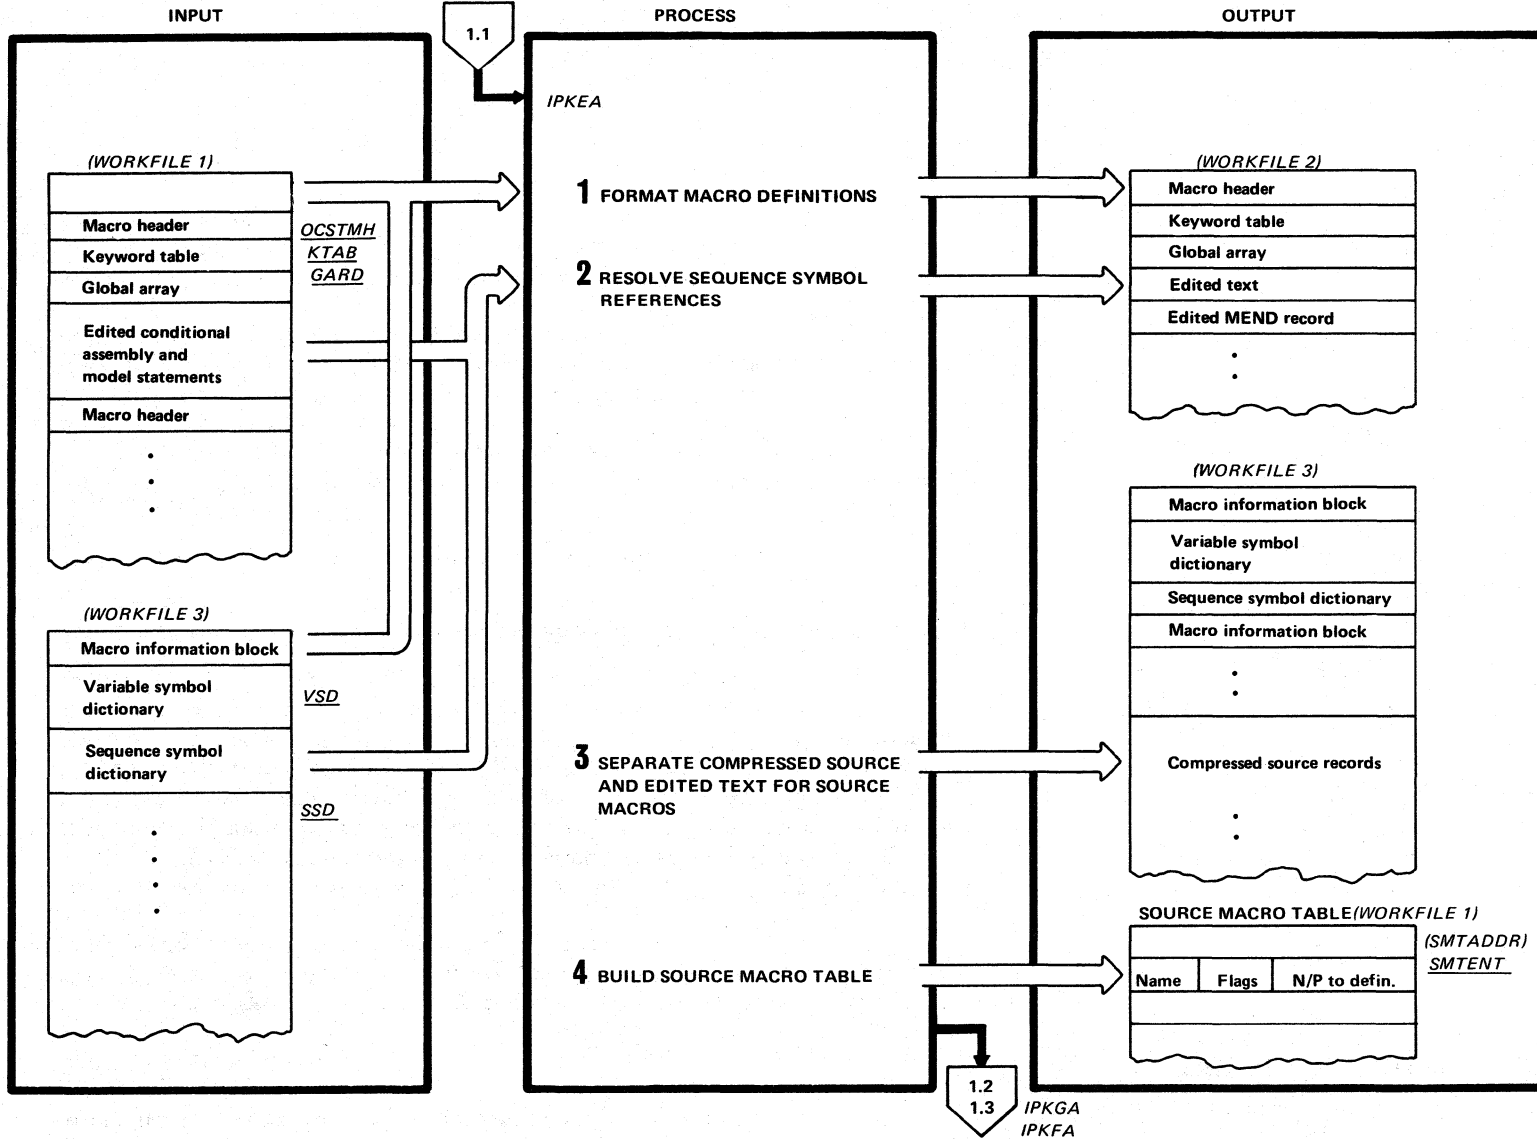 INPUT
1.1
PROCESS
OUTPUT
IPKEA
(WORKFILE 1)
Macro header
Keyword table
Global array
Edited conditional
assembly and
model statements
Macro header
OCSTMH
KTAB
GARD
(WORKFILE 3)
Macro information block
Variable symbol
dictionary
Sequence symbol
dictionary
VSD
SSD
1 FORMAT MACRO DEFINITIONS
2 RESOLVE SEQUENCE SYMBOL
REFERENCES
3 SEPARATE COMPRESSED SOURCE
AND EDITED TEXT FOR SOURCE
MACROS
4 BUILD SOURCE MACRO TABLE
(WORKFILE 2)
Macro header
Keyword table
Global array
Edited text
Edited MEND record
(WORKFILE 3)
Macro information block
Variable symbol
dictionary
Sequence symbol dictionary
Macro information block
Compressed source records
SOURCE MACRO TABLE(WORKFILE 1)
(SMTADDR)
SMTENT
Name Flags N/P to defin.
1.2
1.3
IPKGA
IPKFA